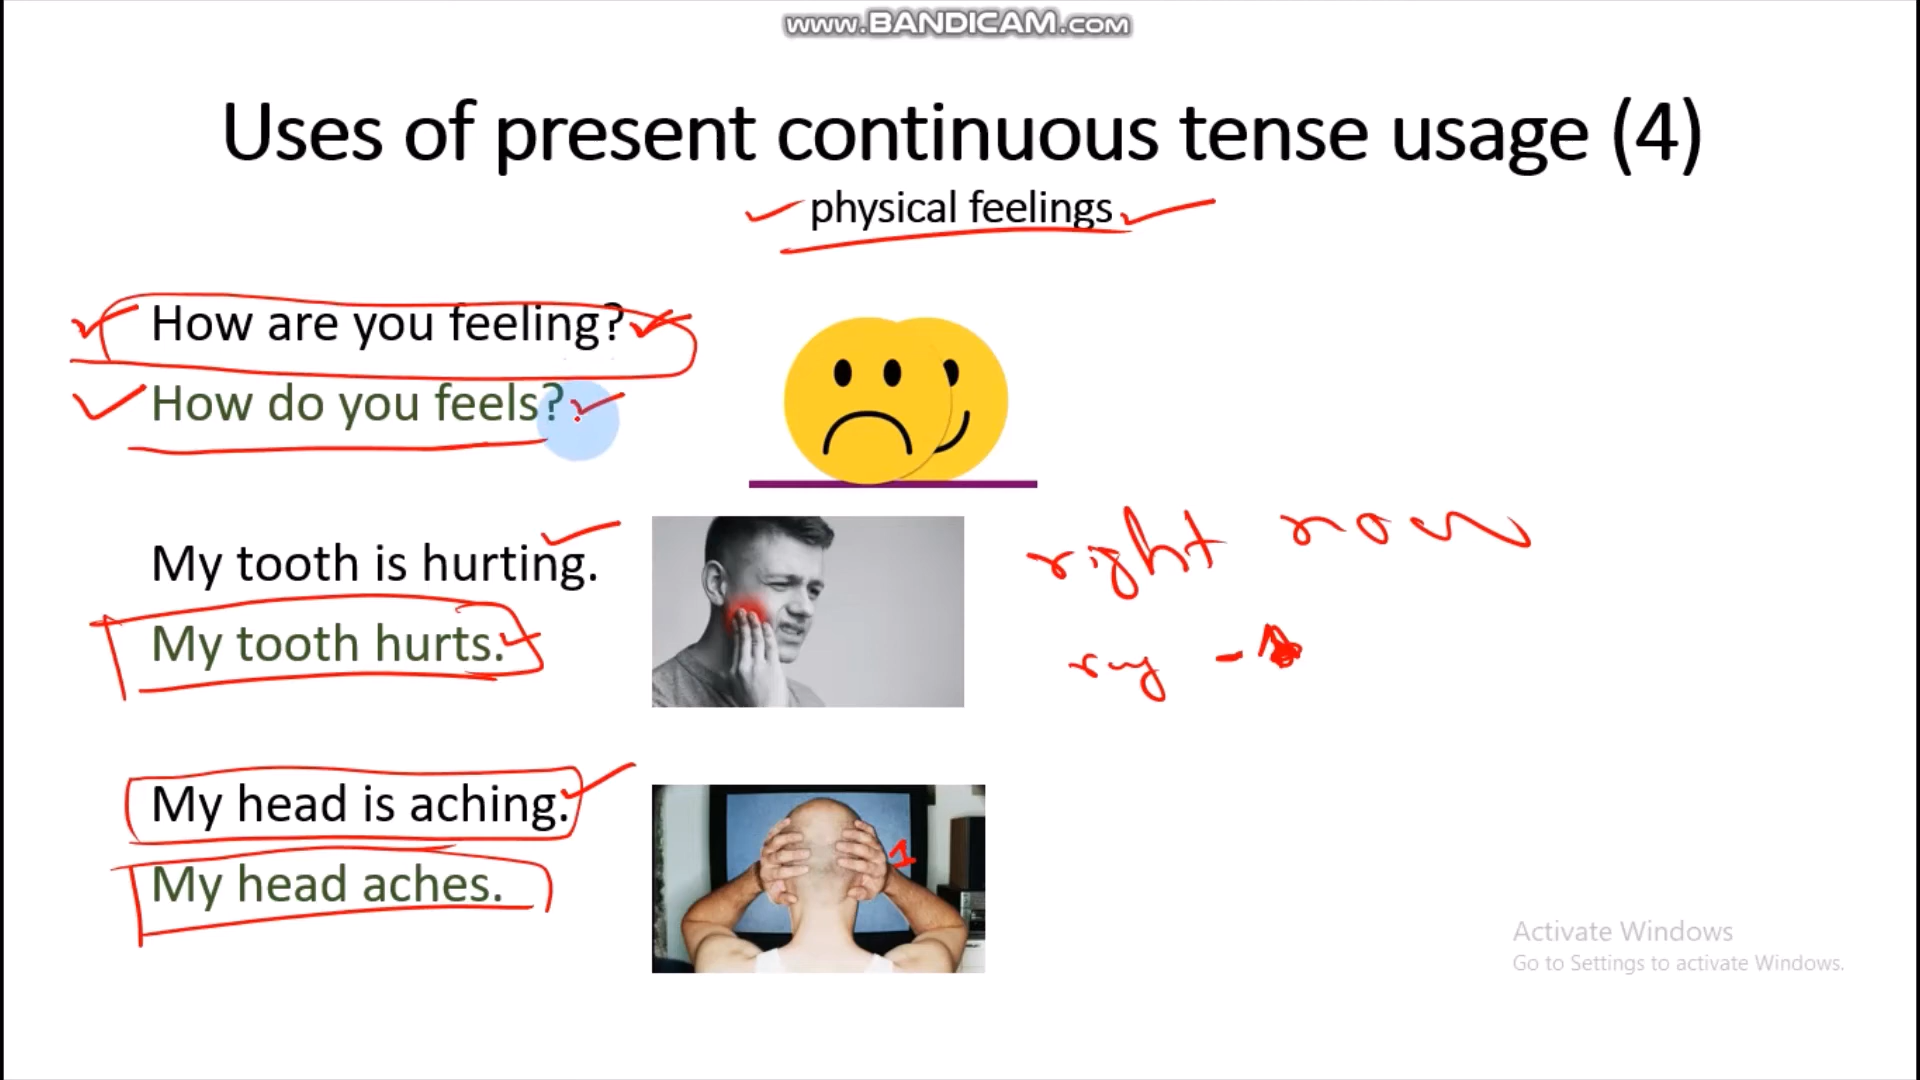 www.BANDICAM.com
Uses of present continuous tense usage (4)
physical feelings
How are you feeling?
How do you feels?
My tooth is hurting.
My tooth hurts.
right now
My head is aching.
My head aches.
Activate Windows
Go to Settings to activate Windows.